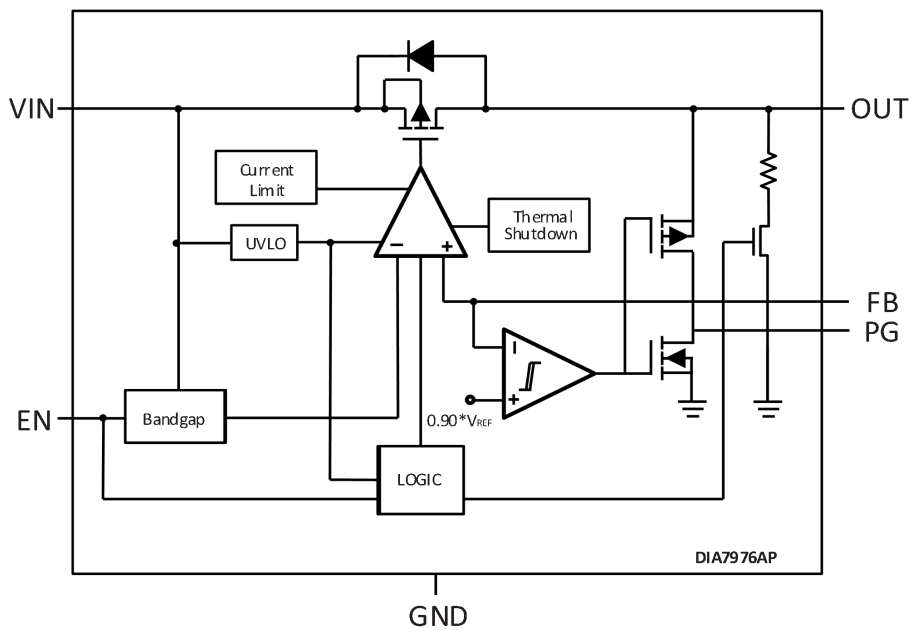 VIN
OUT
Current
Limit
Thermal
Shutdown
UVLO
−
+
FB
PG
−
+
0.90*VREF
EN
Bandgap
LOGIC
DIA7976AP
GND